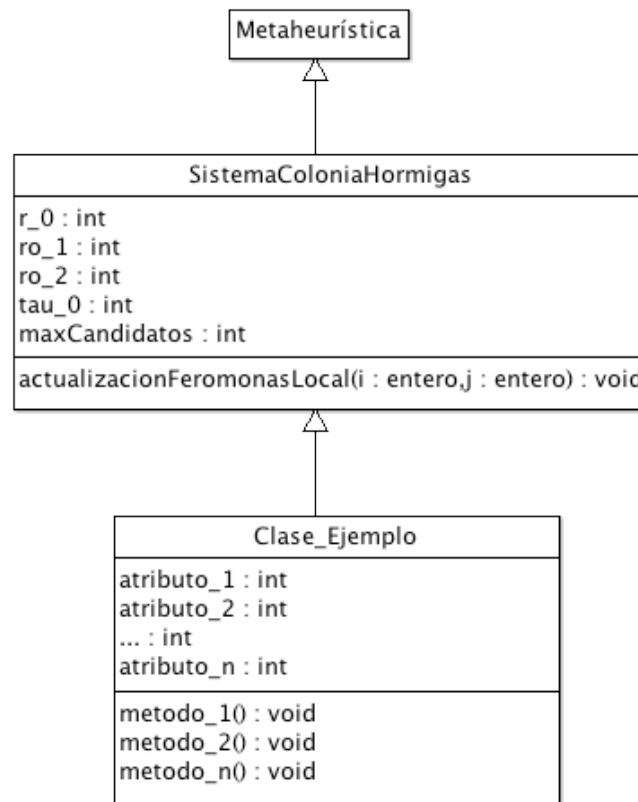 Metaheurística
SistemaColoniaHormigas
r_0 : int
ro_1 : int
ro_2 : int
tau_0 : int
maxCandidatos : int
actualizacionFeromonasLocal(i : entero,j : entero) : void
Clase_Ejemplo
atributo_1 : int
atributo_2 : int
... : int
atributo_n : int
metodo_1() : void
metodo_2() : void
metodo_n() : void